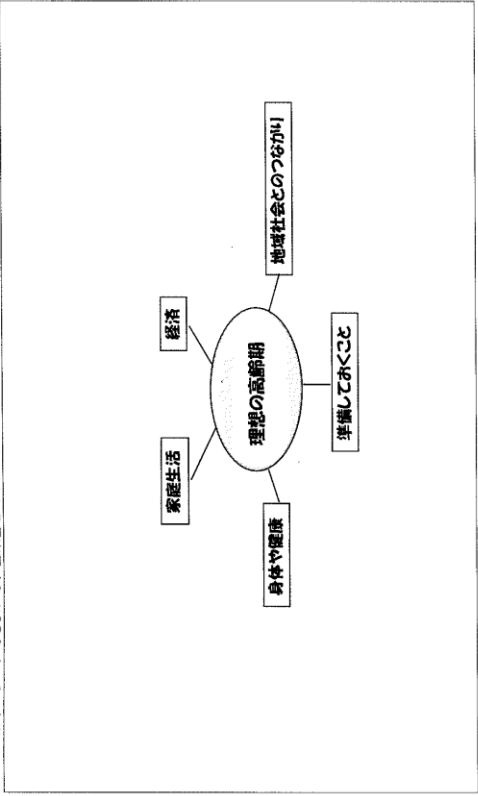 家庭生活
経済
理想の高齢期
身体や健康
地域社会とのつながり
準備しておくこと